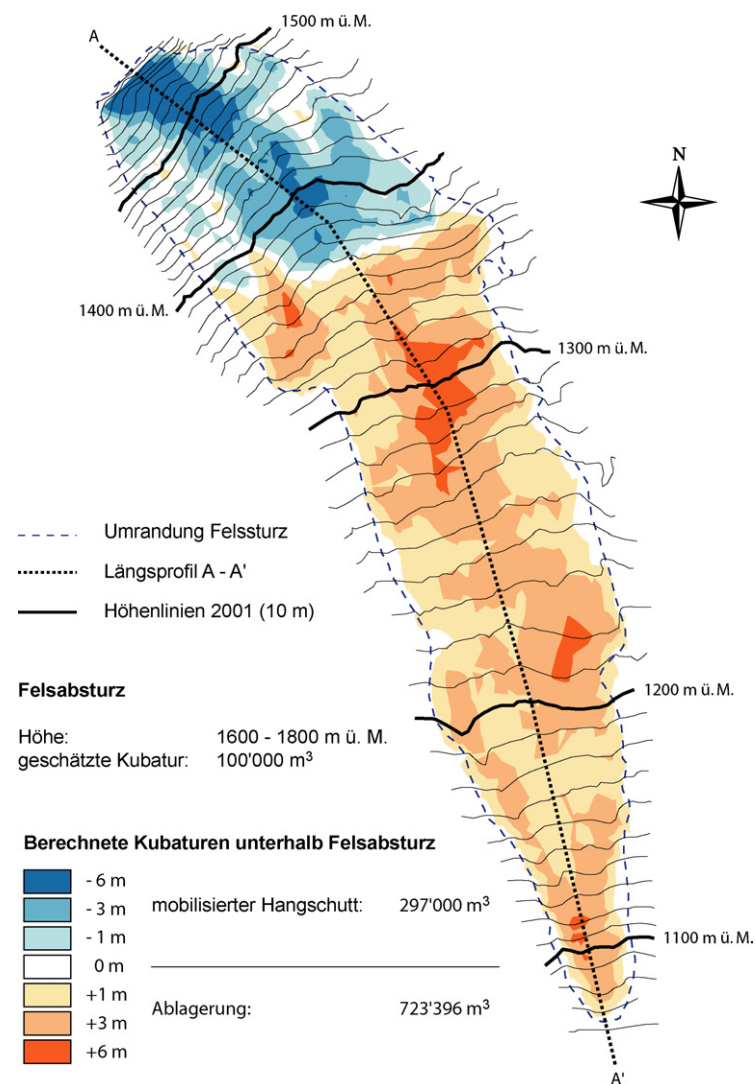 1500 m ü. M.
A
N
1400 m ü. M.
1300 m ü. M.
Umrandung Felssturz
Längsprofil A - A'
Höhenlinien 2001 (10 m)
Felsabsturz
1200 m ü. M.
Höhe: 1600 - 1800 m ü. M.
geschätzte Kubatur: 100'000 m³
Berechnete Kubaturen unterhalb Felsabsturz
- 6 m
- 3 m
mobilisierter Hangschutt: 297'000 m³
- 1 m
0 m
1100 m ü. M.
+1 m
Ablagerung: 723'396 m³
+3 m
+6 m
A'